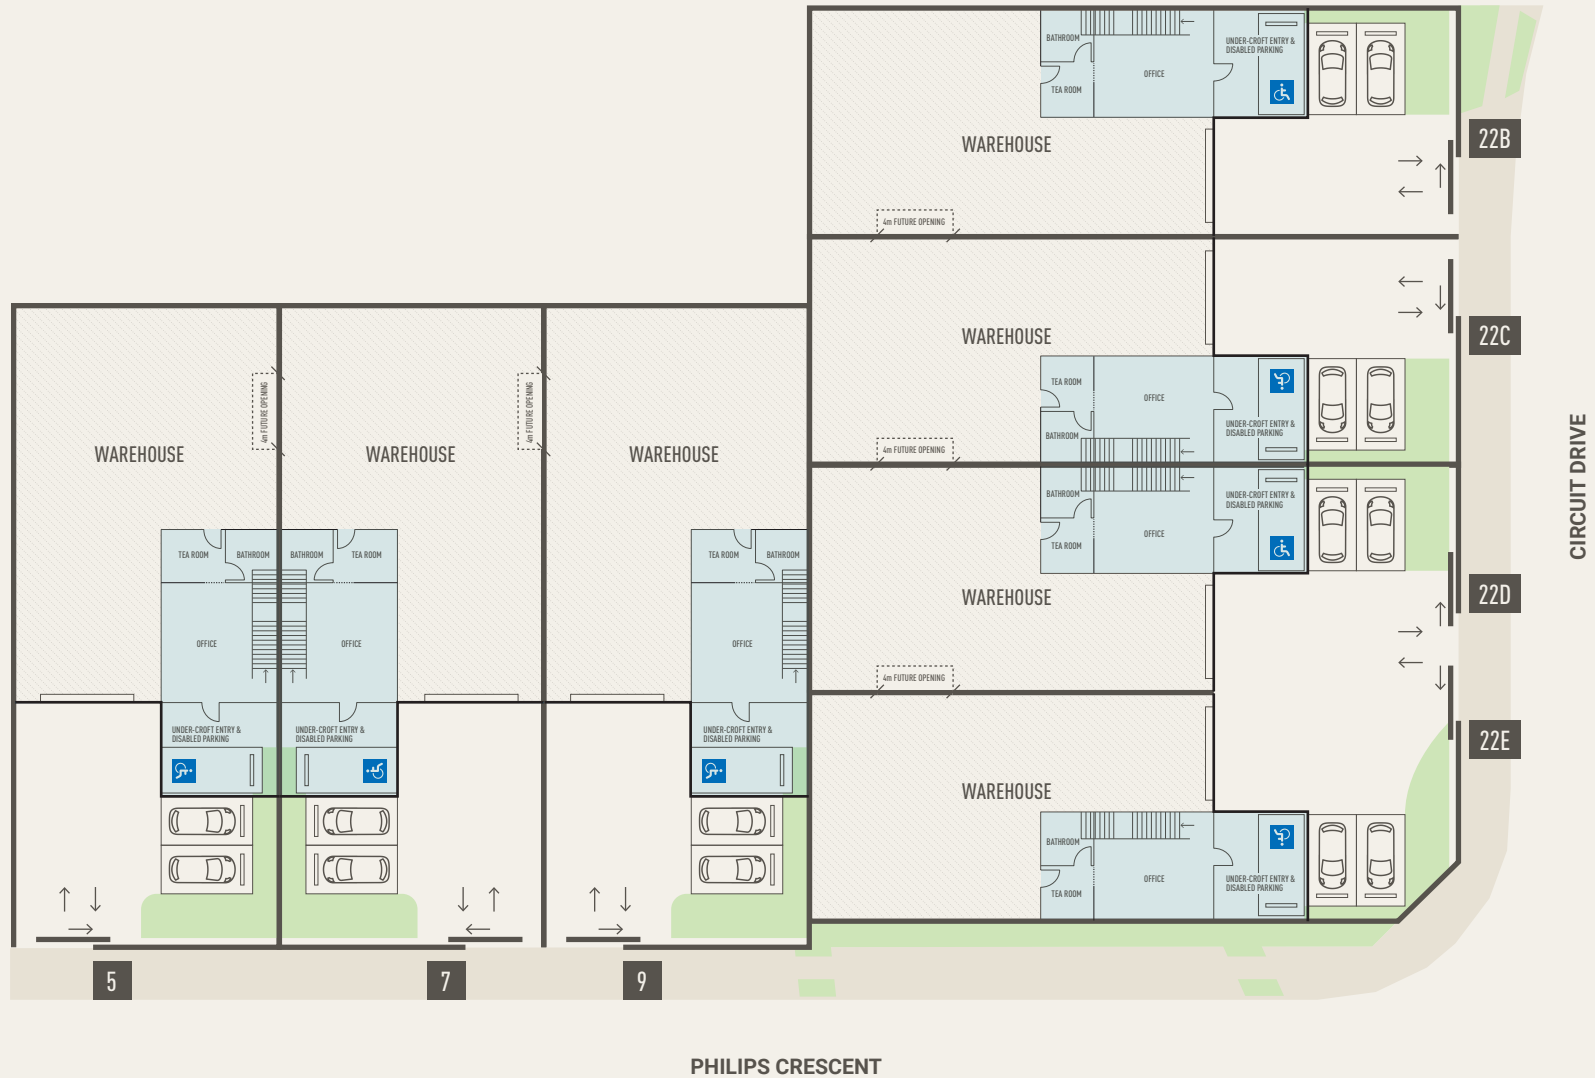 BATHROOM
TEA ROOM
OFFICE
UNDER-CROFT ENTRY &
DISABLED PARKING
WAREHOUSE
4m FUTURE OPENING
22B
WAREHOUSE
TEA ROOM
BATHROOM
OFFICE
UNDER-CROFT ENTRY &
DISABLED PARKING
4m FUTURE OPENING
22C
BATHROOM
TEA ROOM
OFFICE
UNDER-CROFT ENTRY &
DISABLED PARKING
WAREHOUSE
4m FUTURE OPENING
22D
WAREHOUSE
BATHROOM
TEA ROOM
OFFICE
UNDER-CROFT ENTRY &
DISABLED PARKING
22E
CIRCUIT DRIVE
WAREHOUSE
4m FUTURE OPENING
TEA ROOM
BATHROOM
OFFICE
UNDER-CROFT ENTRY &
DISABLED PARKING
5
WAREHOUSE
4m FUTURE OPENING
BATHROOM
TEA ROOM
OFFICE
UNDER-CROFT ENTRY &
DISABLED PARKING
7
WAREHOUSE
TEA ROOM
BATHROOM
OFFICE
UNDER-CROFT ENTRY &
DISABLED PARKING
9
PHILIPS CRESCENT